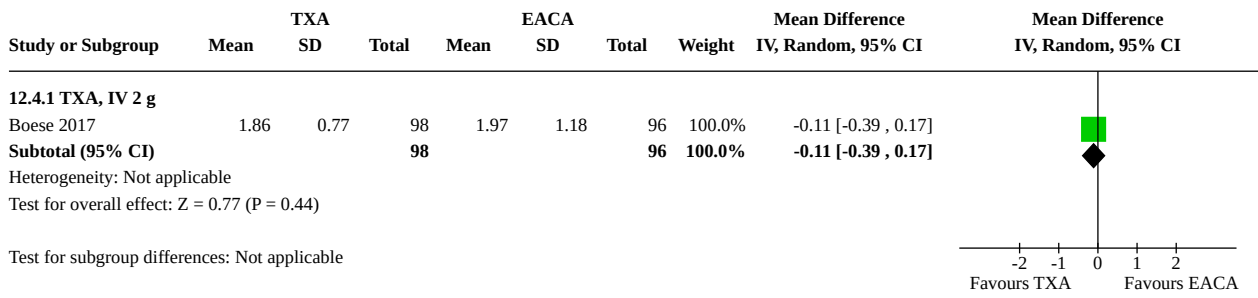 TXA EACA Mean Difference Mean Difference
Study or Subgroup Mean SD Total Mean SD Total Weight IV, Random, 95% CI IV, Random, 95% CI
12.4.1 TXA, IV 2 g
Boese 2017 1.86 0.77 98 1.97 1.18 96 100.0% -0.11 [-0.39 , 0.17]
Subtotal (95% CI) 98 96 100.0% -0.11 [-0.39 , 0.17]
Heterogeneity: Not applicable
Test for overall effect: Z = 0.77 (P = 0.44)
Test for subgroup differences: Not applicable
-2 -1 0 1 2
Favours TXA Favours EACA